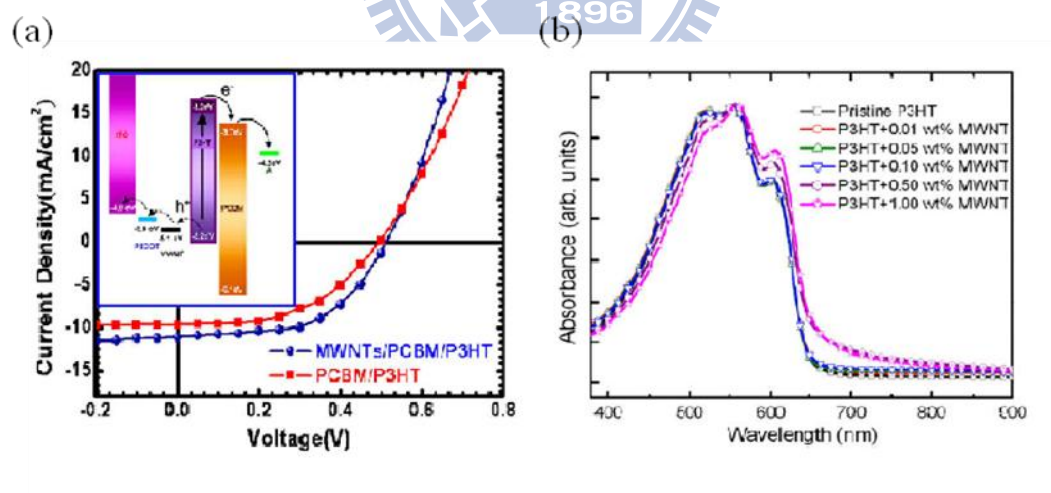 1896
(a)
(b)
20
15
10
5
0
-5
-10
-15
-0.2 0.0 0.2 0.4 0.6 0.8
Voltage(V)
Current Density(mA/cm²)
e⁻
h⁺
P3HT
PCBM
PEDOT
MWNTs/PCBM/P3HT
PCBM/P3HT
Absorbance (arb. units)
Pristine P3HT
P3HT+0.01 wt% MWNT
P3HT+0.05 wt% MWNT
P3HT+0.10 wt% MWNT
P3HT+0.50 wt% MWNT
P3HT+1.00 wt% MWNT
400 500 600 700 800 900
Wavelength (nm)